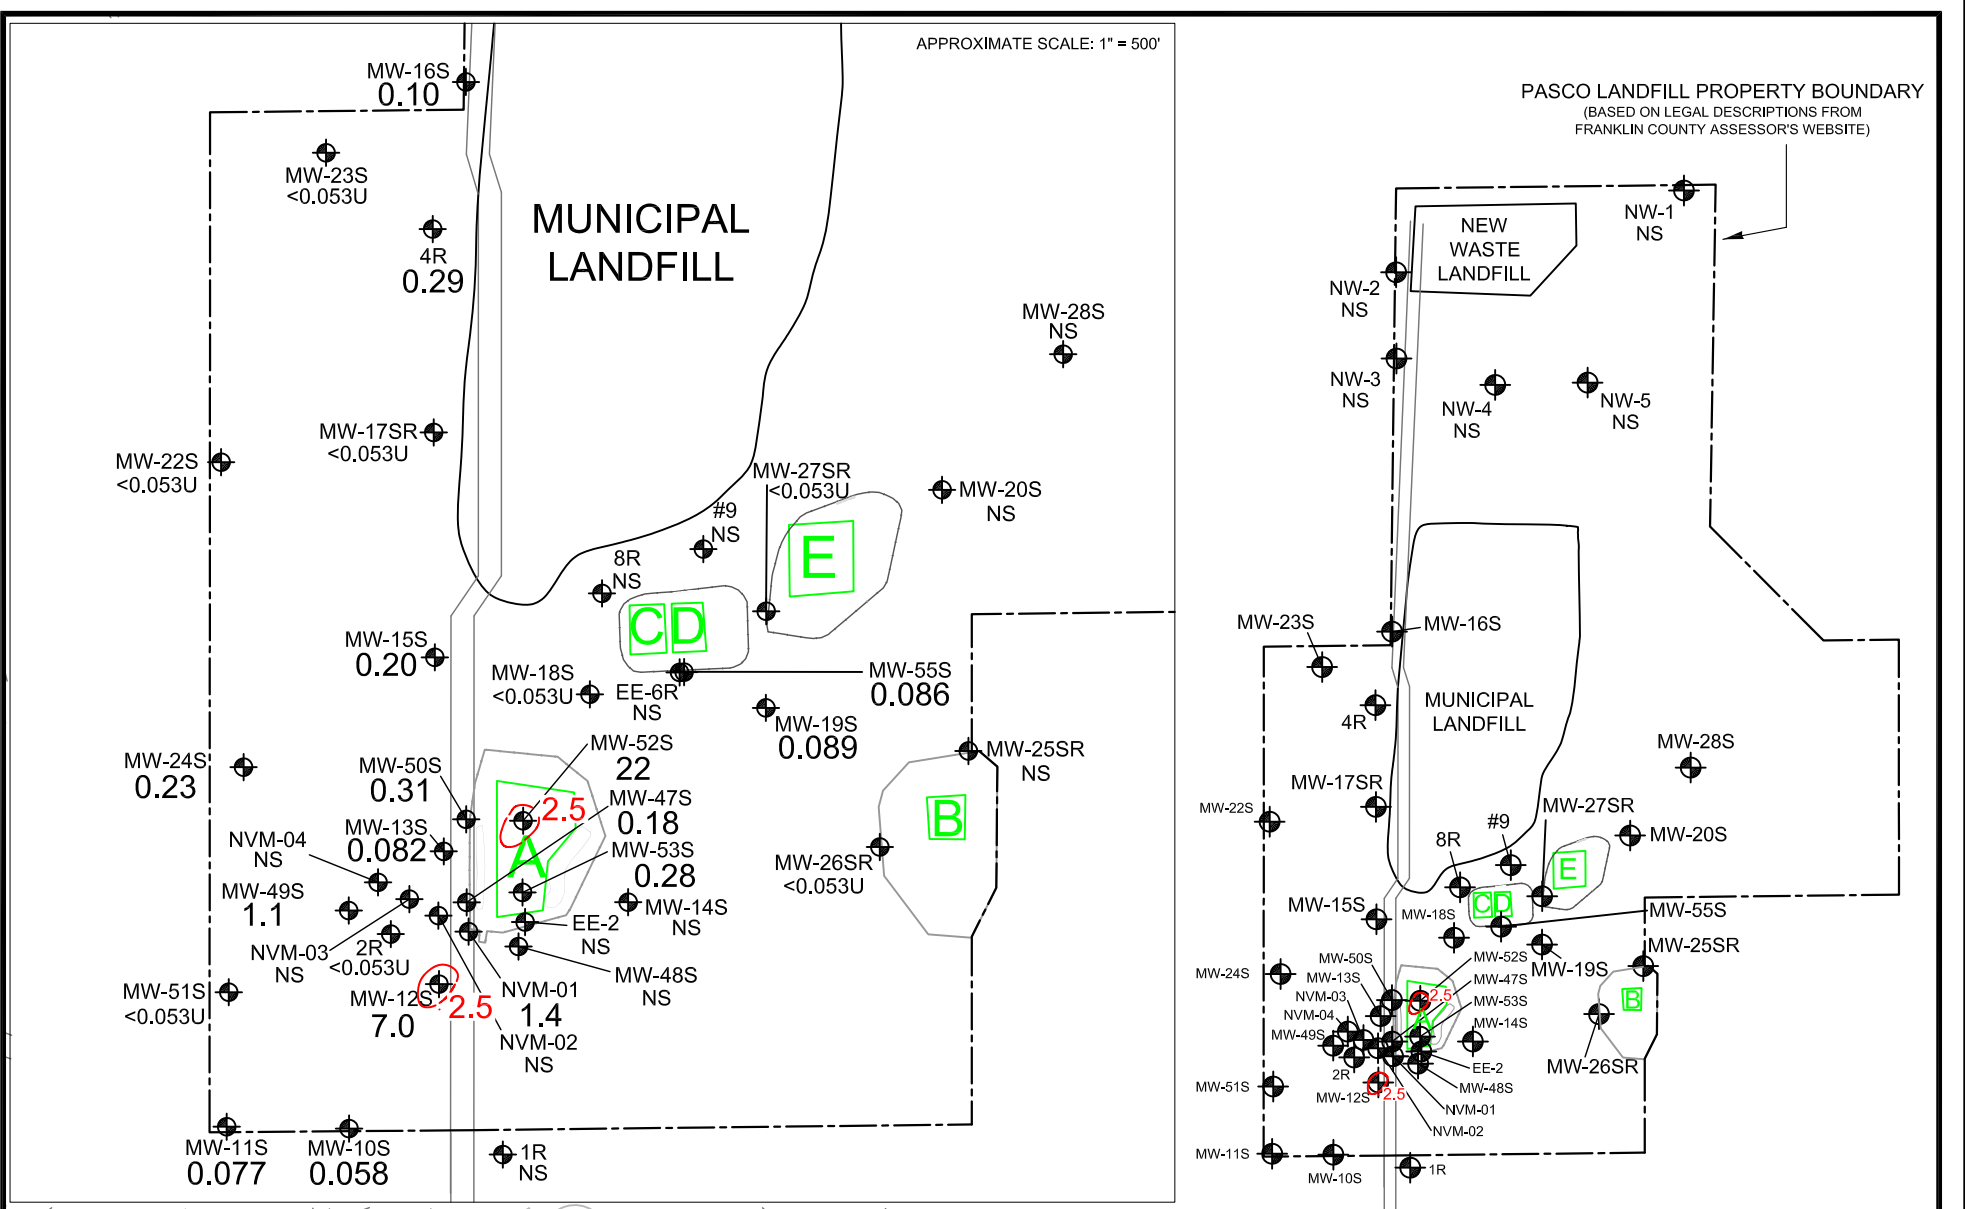 APPROXIMATE SCALE: 1" = 500'
MW-16S
0.10
MW-23S
<0.053U
4R
0.29
MUNICIPAL
LANDFILL
MW-28S
NS
MW-17SR
<0.053U
MW-22S
<0.053U
MW-27SR
<0.053U
MW-20S
NS
#9
NS
8R
NS
E
C D
MW-15S
0.20
MW-18S
<0.053U
EE-6R
NS
MW-55S
0.086
MW-19S
0.089
MW-25SR
NS
MW-24S
0.23
MW-52S
22
MW-50S
0.31
2.5
MW-47S
0.18
MW-13S
0.082
A
MW-53S
0.28
B
MW-26SR
<0.053U
NVM-04
NS
MW-49S
1.1
MW-14S
NS
EE-2
NS
NVM-03
NS
2R
<0.053U
MW-48S
NS
MW-51S
<0.053U
MW-12S
7.0
2.5
NVM-01
1.4
NVM-02
NS
MW-11S
0.077
MW-10S
0.058
1R
NS
PASCO LANDFILL PROPERTY BOUNDARY
(BASED ON LEGAL DESCRIPTIONS FROM
FRANKLIN COUNTY ASSESSOR'S WEBSITE)
NW-1
NS
NEW
WASTE
LANDFILL
NW-2
NS
NW-3
NS
NW-4
NS
NW-5
NS
MW-23S
MW-16S
4R
MUNICIPAL
LANDFILL
MW-28S
MW-17SR
MW-22S
MW-27SR
MW-20S
#9
8R
E
C D
MW-15S
MW-18S
MW-55S
MW-25SR
MW-19S
MW-24S
MW-50S
MW-52S
MW-13S
MW-47S
NVM-03
2.5
MW-53S
B
NVM-04
A
MW-14S
MW-49S
MW-26SR
2R
EE-2
MW-51S
MW-48S
MW-12S
2.5
NVM-01
NVM-02
MW-11S
MW-10S
1R